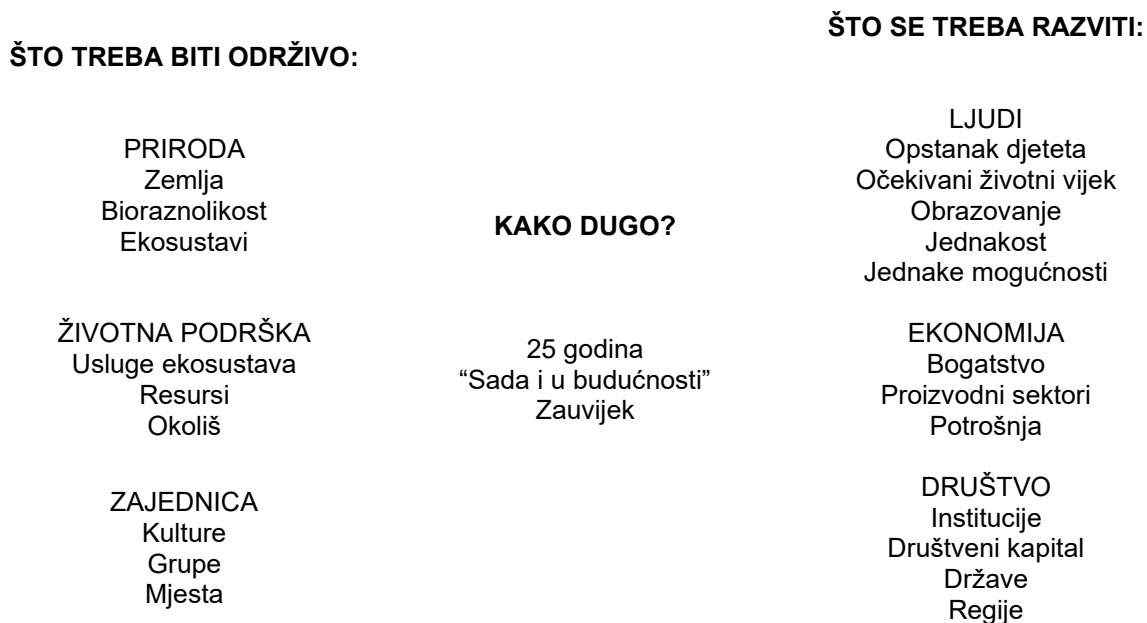 ŠTO TREBA BITI ODRŽIVO:
PRIRODA
Zemlja
Bioraznolikost
Ekosustavi
ŽIVOTNA PODRŠKA
Usluge ekosustava
Resursi
Okoliš
ZAJEDNICA
Kulture
Grupe
Mjesta
KAKO DUGO?
25 godina
“Sada i u budućnosti”
Zauvijek
ŠTO SE TREBA RAZVITI:
LJUDI
Opstanak djeteta
Očekivani životni vijek
Obrazovanje
Jednakost
Jednake mogućnosti
EKONOMIJA
Bogatstvo
Proizvodni sektori
Potrošnja
DRUŠTVO
Institucije
Društveni kapital
Države
Regije